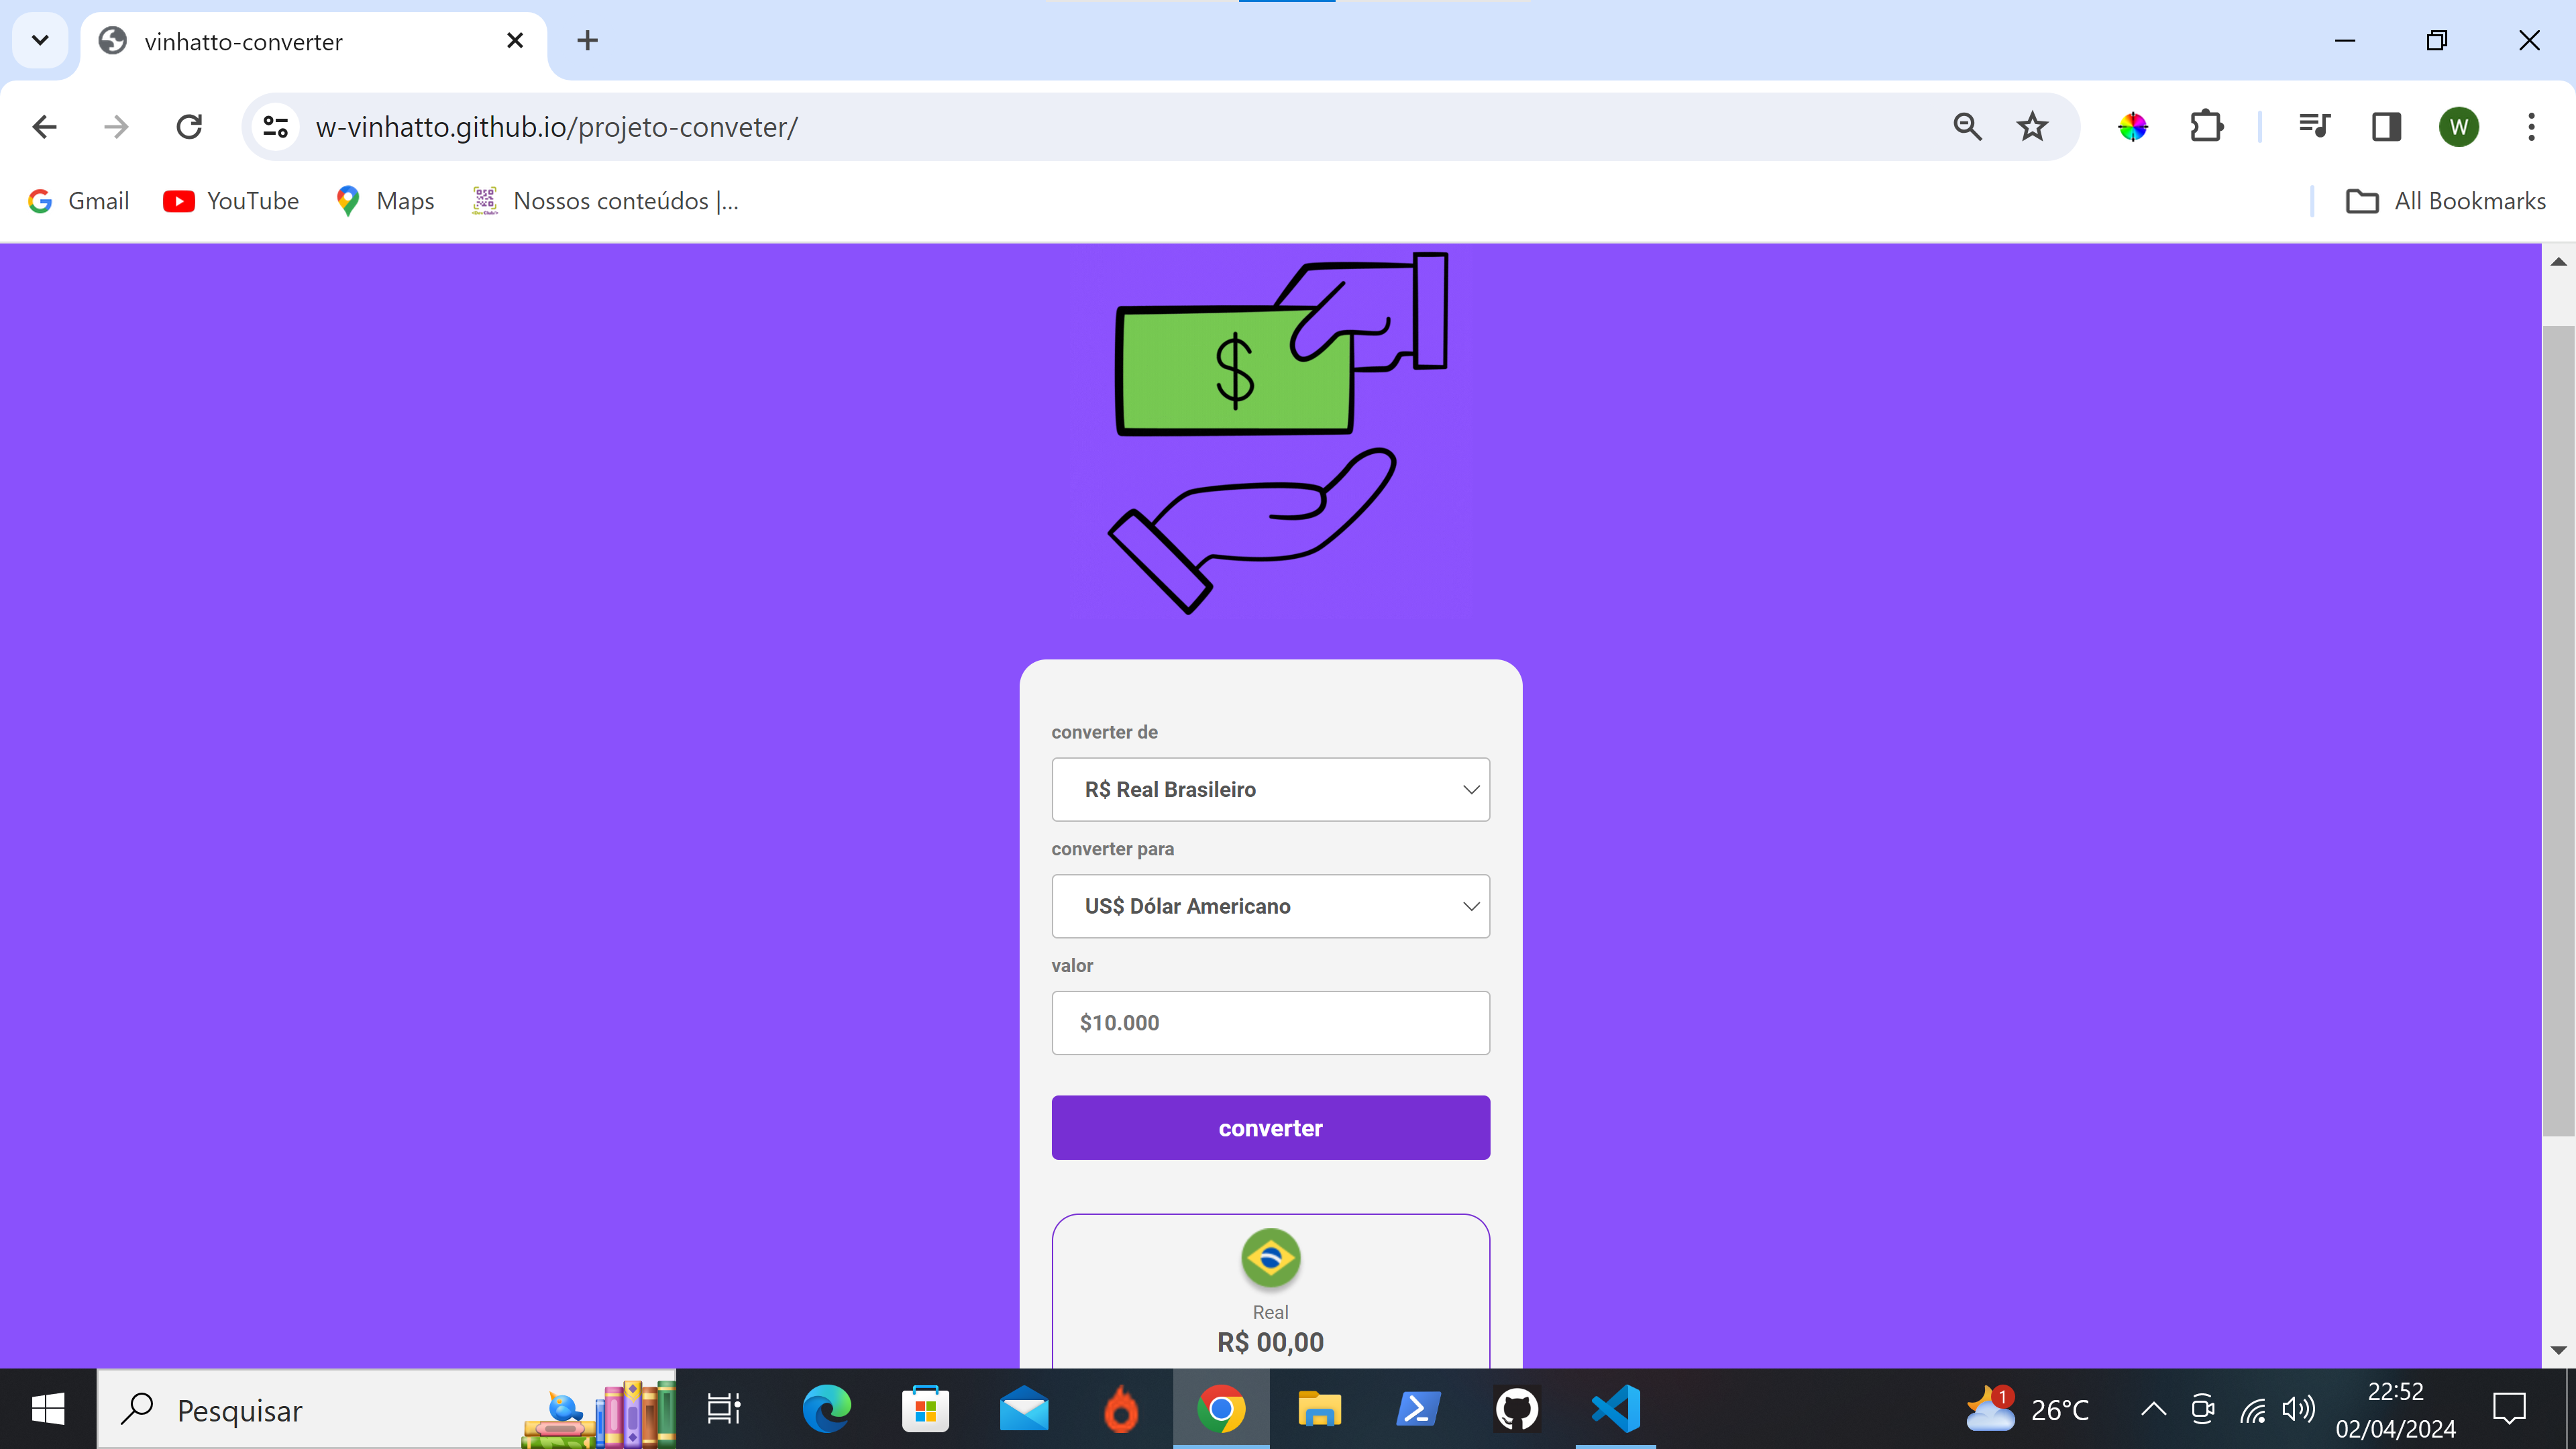 vinhatto-converter
w-vinhatto.github.io/projeto-conveter/
W
Gmail
YouTube
Maps
Nossos conteúdos |...
All Bookmarks
$
converter de
R$ Real Brasileiro
converter para
US$ Dólar Americano
valor
$10.000
converter
Real
R$ 00,00
Pesquisar
1
26°C
22:52
02/04/2024